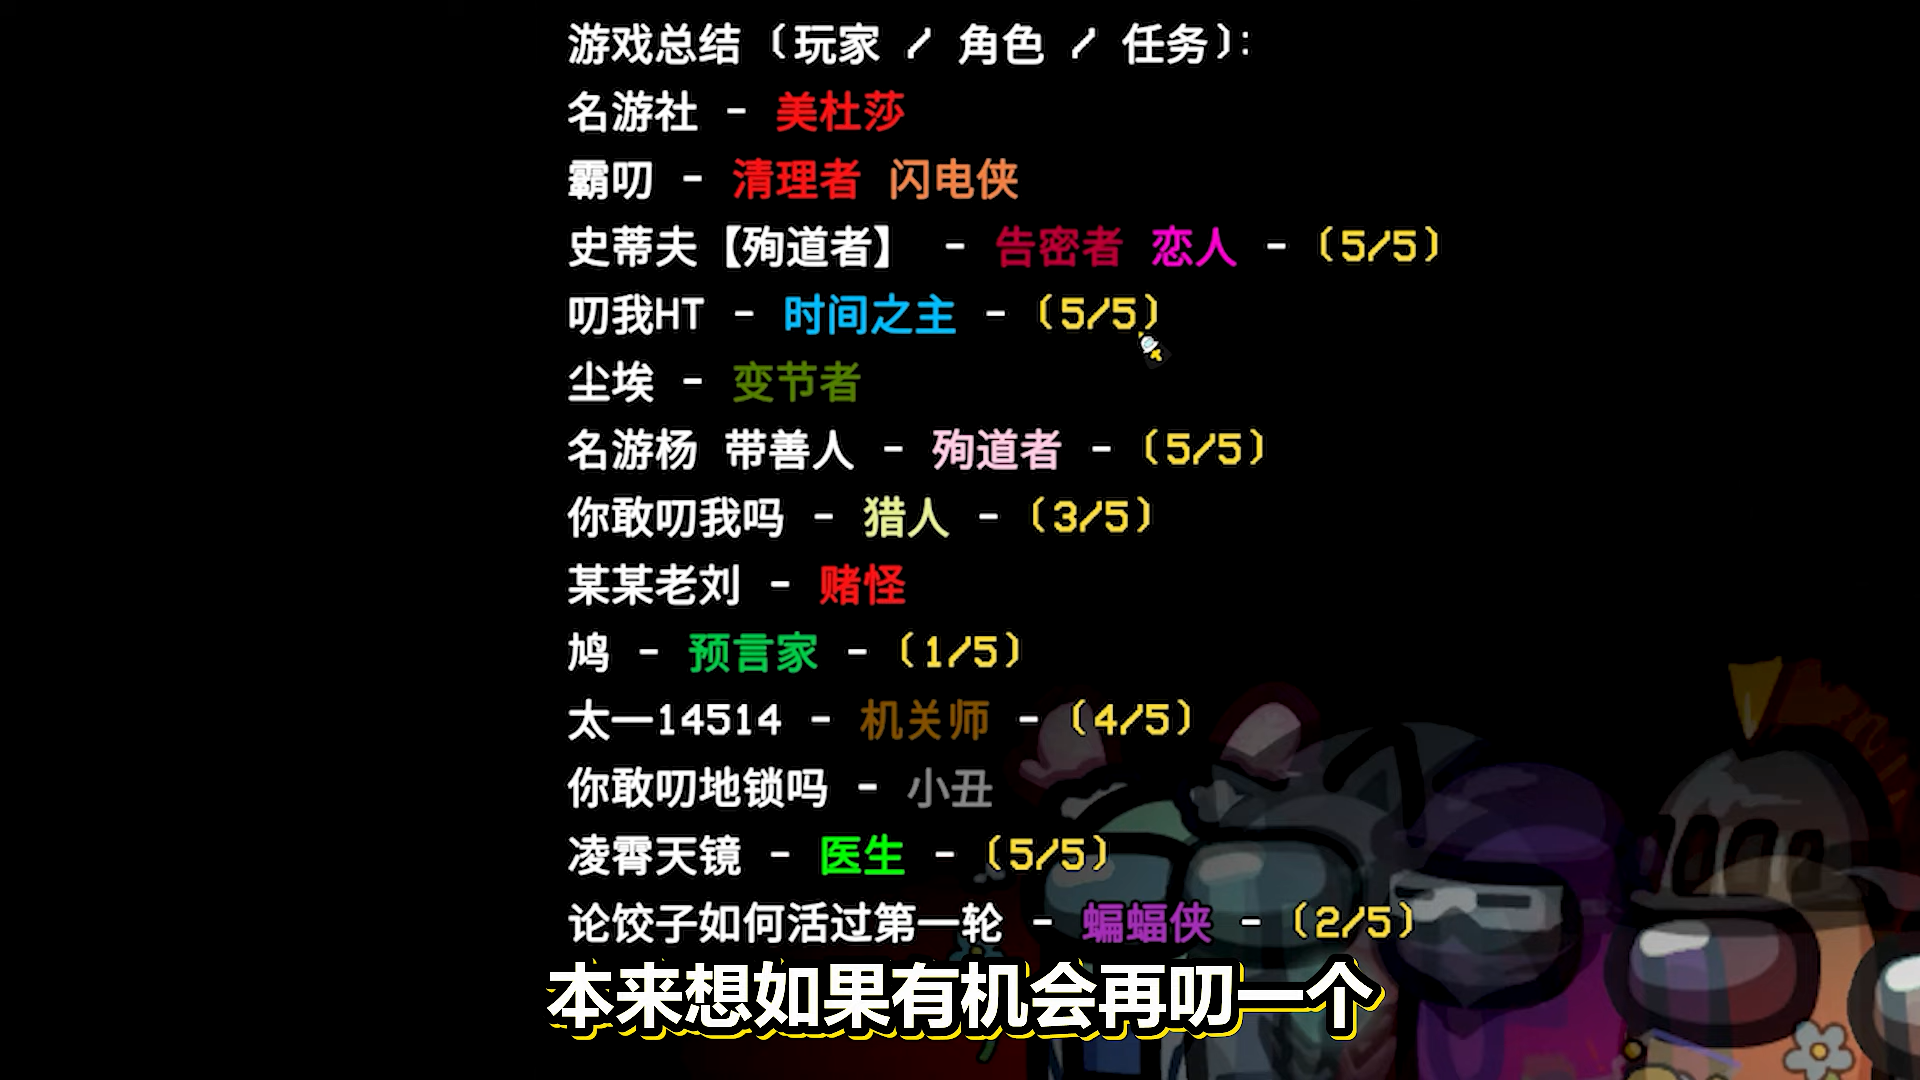 游戏总结（玩家 / 角色 / 任务）：
名游社 - 美杜莎
霸叨 - 清理者 闪电侠
史蒂夫【殉道者】 - 告密者 恋人 - （5/5）
叨我HT - 时间之主 - （5/5）
尘埃 - 变节者
名游杨 带善人 - 殉道者 - （5/5）
你敢叨我吗 - 猎人 - （3/5）
某某老刘 - 赌怪
鸠 - 预言家 - （1/5）
太一14514 - 机关师 - （4/5）
你敢叨地锁吗 - 小丑
凌霄天镜 - 医生 - （5/5）
论饺子如何活过第一轮 - 蝙蝠侠 - （2/5）
本来想如果有机会再叨一个